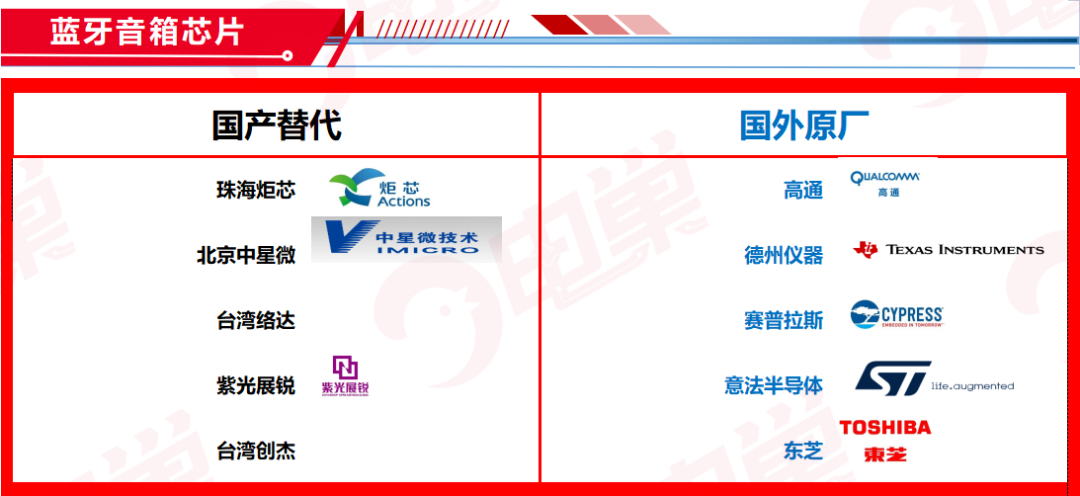 蓝牙音箱芯片
国产替代
国外原厂
珠海炬芯
炬芯
Actions
高通
QUALCOMM
高通
北京中星微
中星微技术
VIMICRO
德州仪器
TEXAS INSTRUMENTS
台湾络达
赛普拉斯
CYPRESS
EMBEDDED IN TOMORROW
紫光展锐
紫光展锐
意法半导体
ST life.augmented
台湾创杰
东芝
TOSHIBA
東芝
电巢